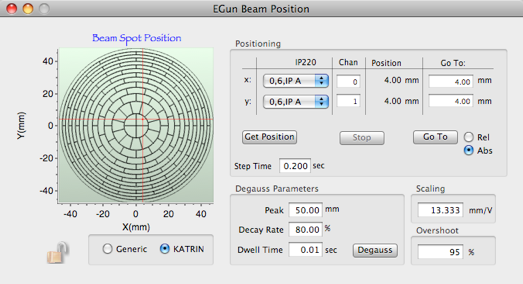 EGun Beam Position
Beam Spot Position
Positioning
IP220 Chan Position Go To:
x: 0,6,IP A 0 4.00 mm 4.00 mm
y: 0,6,IP A 1 4.00 mm 4.00 mm
Get Position Stop Go To Rel
Abs
Step Time 0.200 sec
Y(mm)
40
20
0
-20
-40
-40 -20 0 20 40
X(mm)
Generic KATRIN
Degauss Parameters
Peak 50.00 mm
Decay Rate 80.00 %
Dwell Time 0.01 sec Degauss
Scaling
13.333 mm/V
Overshoot
95 %